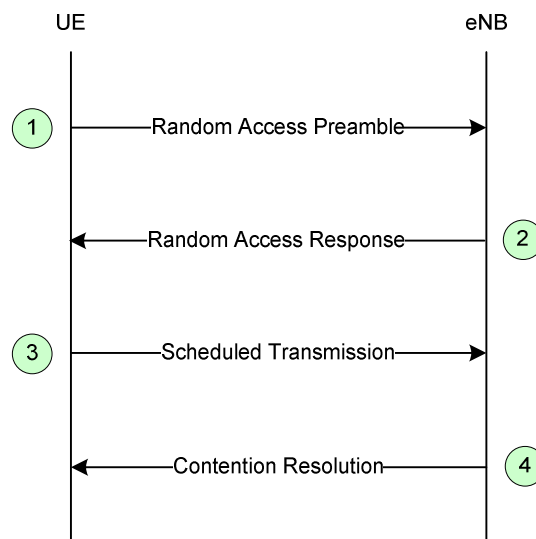 UE eNB
1 Random Access Preamble
Random Access Response 2
3 Scheduled Transmission
Contention Resolution 4